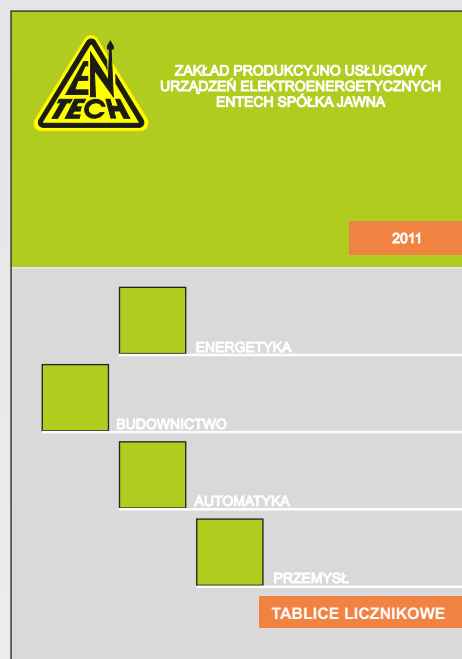 EN
TECH
ZAKŁAD PRODUKCYJNO USŁUGOWY
URZĄDZEŃ ELEKTROENERGETYCZNYCH
ENTECH SPÓŁKA JAWNA
2011
ENERGETYKA
BUDOWNICTWO
AUTOMATYKA
PRZEMYSŁ
TABLICE LICZNIKOWE